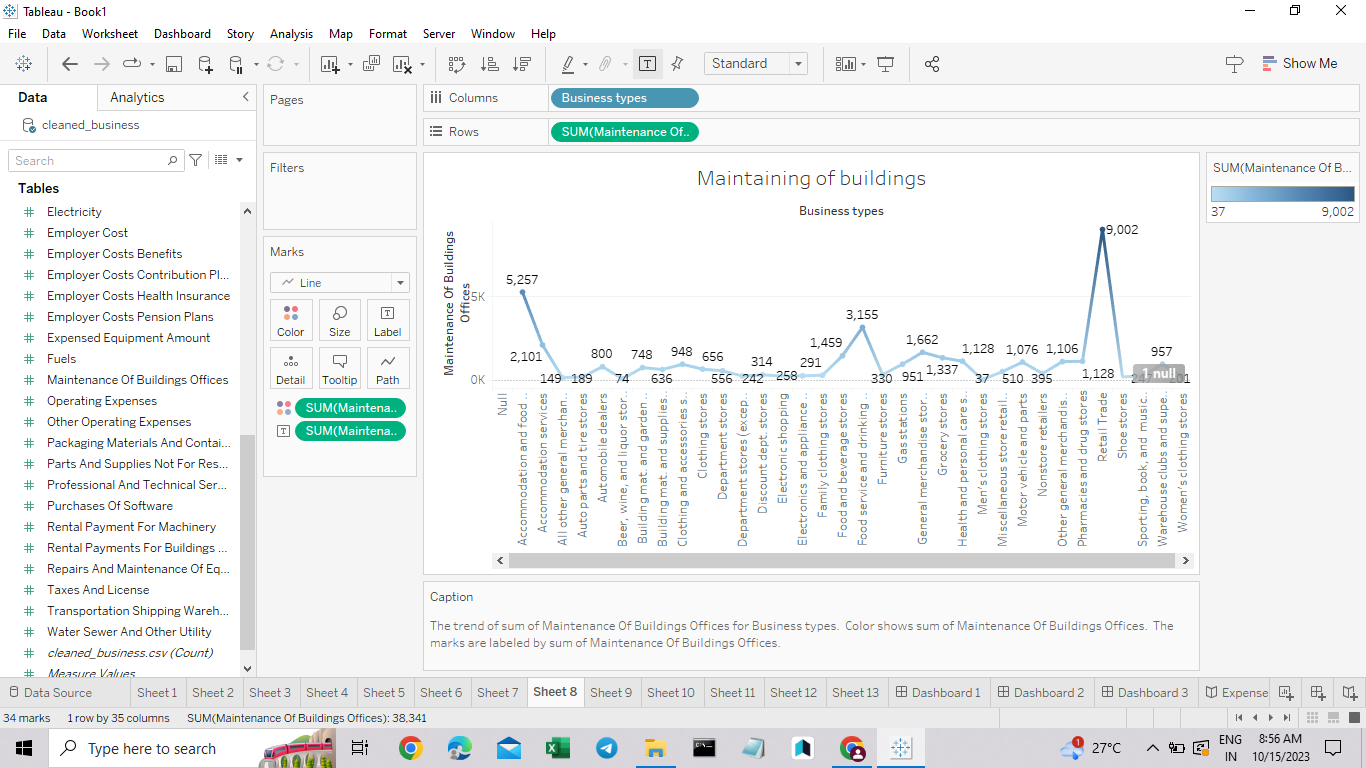 Tableau - Book1
File Data Worksheet Dashboard Story Analysis Map Format Server Window Help
Standard
Show Me
Data Analytics
cleaned_business
Search
Tables
Electricity
Employer Cost
Employer Costs Benefits
Employer Costs Contribution Pl...
Employer Costs Health Insurance
Employer Costs Pension Plans
Expensed Equipment Amount
Fuels
Maintenance Of Buildings Offices
Operating Expenses
Other Operating Expenses
Packaging Materials And Contai...
Parts And Supplies Not For Res...
Professional And Technical Ser...
Purchases Of Software
Rental Payment For Machinery
Rental Payments For Buildings ...
Repairs And Maintenance Of Eq...
Taxes And License
Transportation Shipping Wareh...
Water Sewer And Other Utility
cleaned_business.csv (Count)
Measure Values
Pages
Filters
Marks
Line
Color Size Label
Detail Tooltip Path
SUM(Maintena..
SUM(Maintena..
Columns Business types
Rows SUM(Maintenance Of..
Maintaining of buildings
Business types
Maintenance Of Buildings
Offices
5K
0K
5,257
2,101
149
189
800
74
748
636
948
656
556
242
314
258
291
1,459
3,155
330
951
1,662
1,337
1,128
37
510
1,076
395
1,106
1,128
9,002
247
957
201
1 null
Null
Accommodation and food ..
Accommodation services
All other general merchan..
Auto parts and tire stores
Automobile dealers
Beer, wine, and liquor stor..
Building mat. and garden ..
Building mat. and supplies..
Clothing and accessories s..
Clothing stores
Department stores
Department stores (excep..
Discount dept. stores
Electronic shopping
Electronics and appliance ..
Family clothing stores
Food and beverage stores
Food service and drinking ..
Furniture stores
Gas stations
General merchandise stor..
Grocery stores
Health and personal care s..
Men's clothing stores
Miscellaneous store retail..
Motor vehicle and parts
Nonstore retailers
Other general merchandis..
Pharmacies and drug stores
Retail Trade
Shoe stores
Sporting, book, and music..
Warehouse clubs and supe..
Women's clothing stores
SUM(Maintenance Of B...
37 9,002
Caption
The trend of sum of Maintenance Of Buildings Offices for Business types. Color shows sum of Maintenance Of Buildings Offices. The
marks are labeled by sum of Maintenance Of Buildings Offices.
Data Source Sheet 1 Sheet 2 Sheet 3 Sheet 4 Sheet 5 Sheet 6 Sheet 7 Sheet 8 Sheet 9 Sheet 10 Sheet 11 Sheet 12 Sheet 13 Dashboard 1 Dashboard 2 Dashboard 3 Expense
34 marks 1 row by 35 columns SUM(Maintenance Of Buildings Offices): 38,341
Type here to search
1
27°C
ENG
IN
8:56 AM
10/15/2023